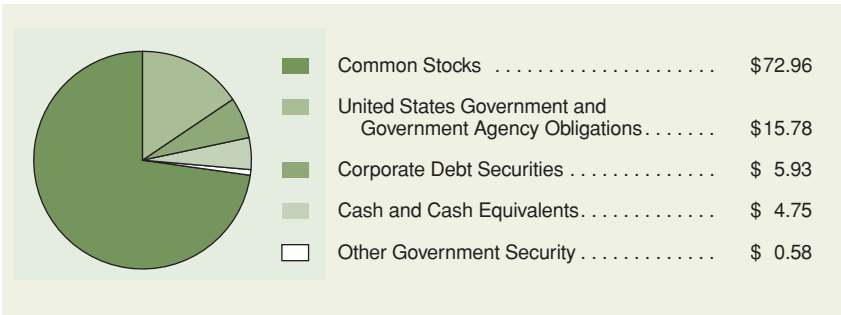 Common Stocks . . . . . . . . . . . . . . . . . . . . . $72.96
United States Government and
Government Agency Obligations . . . . . . . $15.78
Corporate Debt Securities . . . . . . . . . . . . . . $ 5.93
Cash and Cash Equivalents . . . . . . . . . . . . . $ 4.75
Other Government Security . . . . . . . . . . . . . $ 0.58